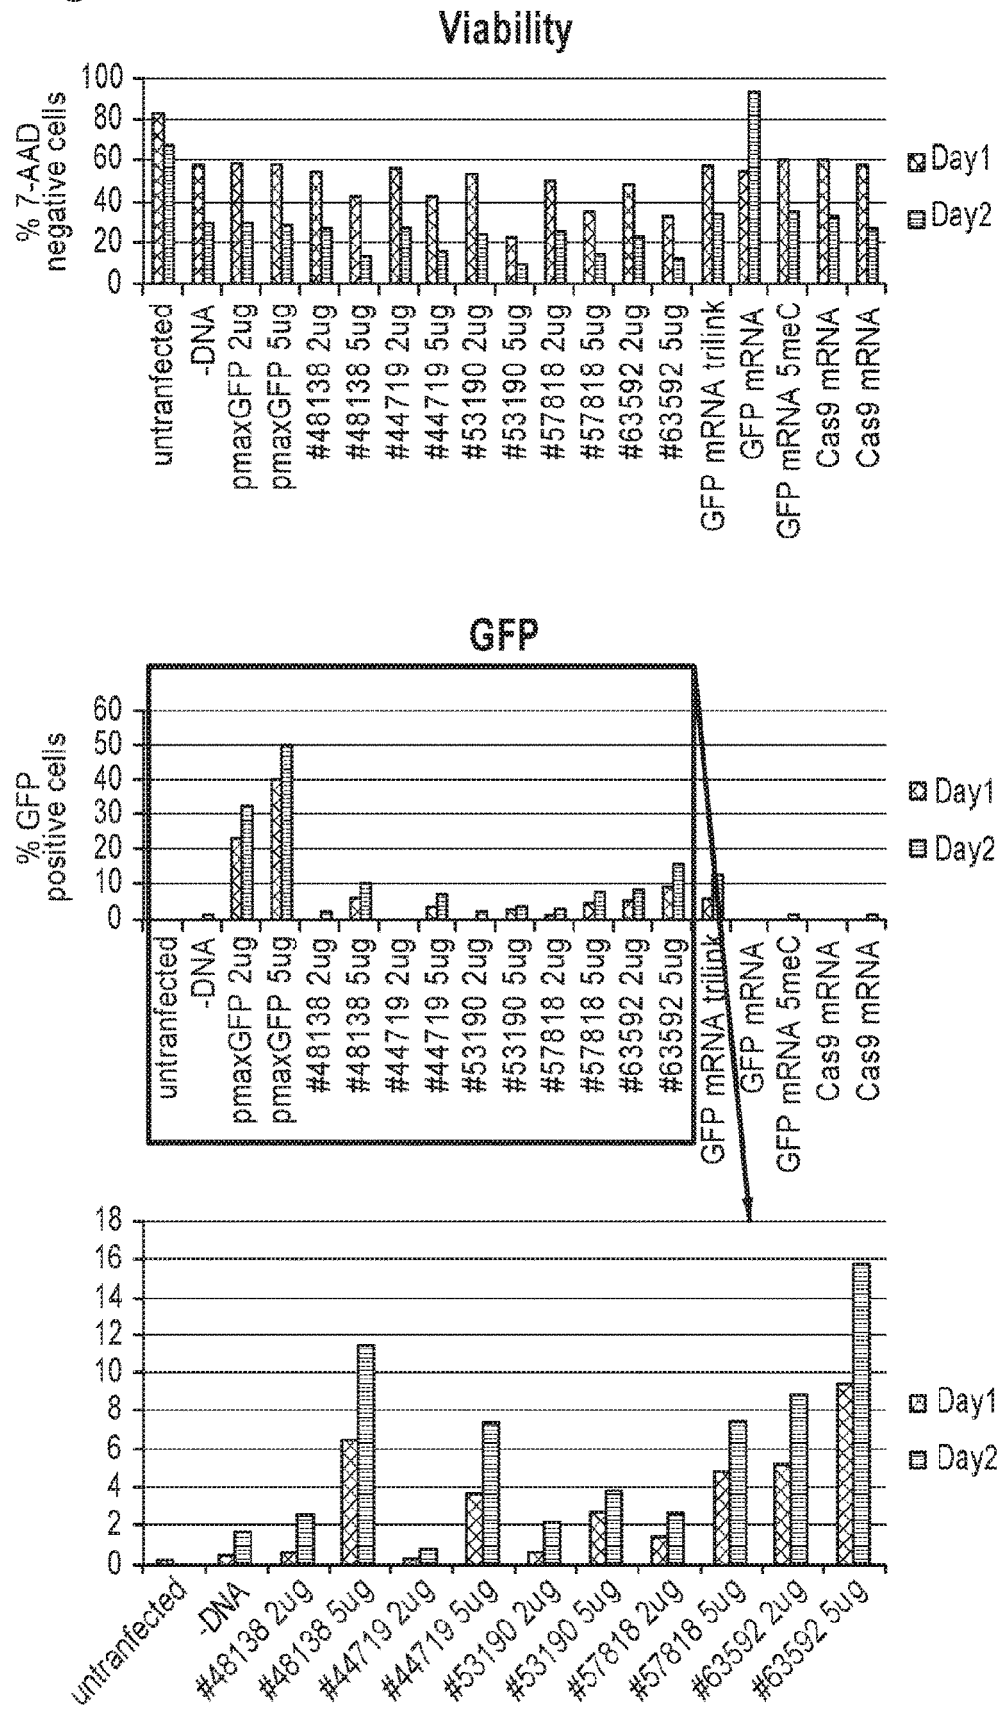 Viability
% 7-AAD
negative cells
100
80
60
40
20
0
Day1
Day2
untranfected
-DNA
pmaxGFP 2ug
pmaxGFP 5ug
#48138 2ug
#48138 5ug
#44719 2ug
#44719 5ug
#53190 2ug
#53190 5ug
#57818 2ug
#57818 5ug
#63592 2ug
#63592 5ug
GFP mRNA trilink
GFP mRNA
GFP mRNA 5meC
Cas9 mRNA
Cas9 mRNA
GFP
% GFP
positive cells
60
50
40
30
20
10
0
Day1
Day2
untranfected
-DNA
pmaxGFP 2ug
pmaxGFP 5ug
#48138 2ug
#48138 5ug
#44719 2ug
#44719 5ug
#53190 2ug
#53190 5ug
#57818 2ug
#57818 5ug
#63592 2ug
#63592 5ug
GFP mRNA trilink
GFP mRNA
GFP mRNA 5meC
Cas9 mRNA
Cas9 mRNA
18
16
14
12
10
8
6
4
2
0
Day1
Day2
untranfected
-DNA
#48138 2ug
#48138 5ug
#44719 2ug
#44719 5ug
#53190 2ug
#53190 5ug
#57818 2ug
#57818 5ug
#63592 2ug
#63592 5ug